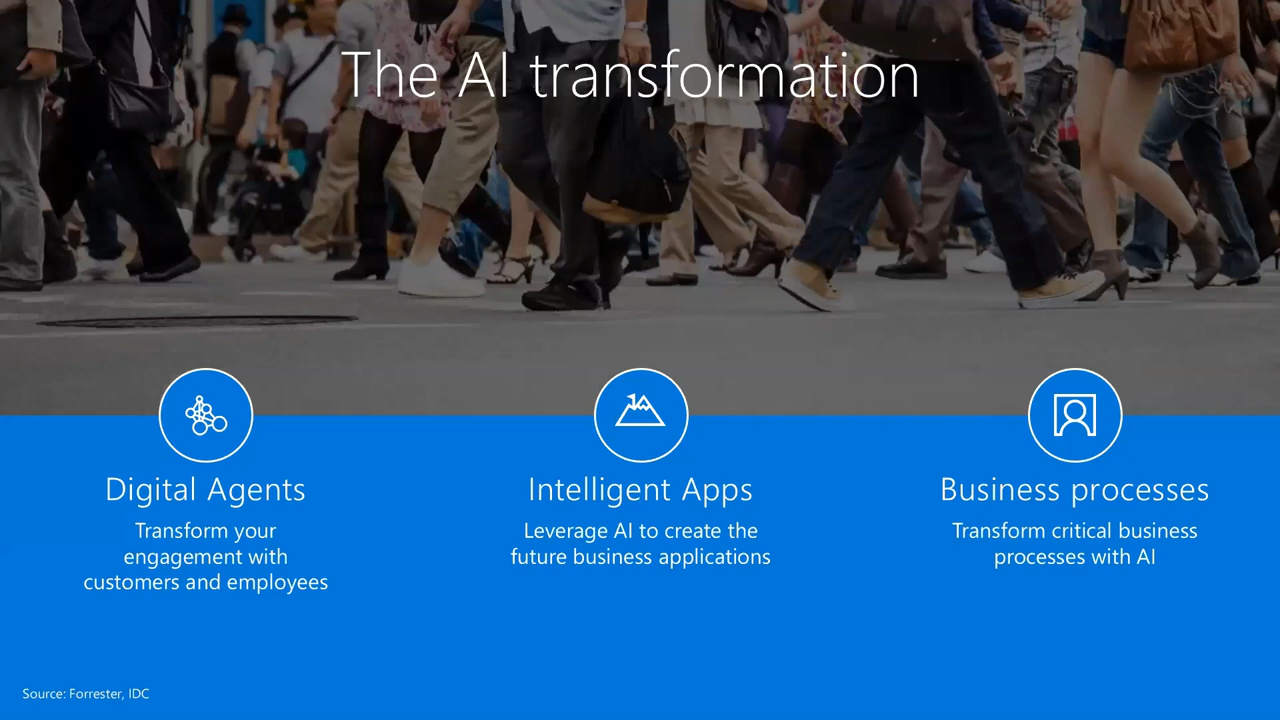 The AI transformation
Digital Agents
Transform your
engagement with
customers and employees
Intelligent Apps
Leverage AI to create the
future business applications
Business processes
Transform critical business
processes with AI
Source: Forrester, IDC